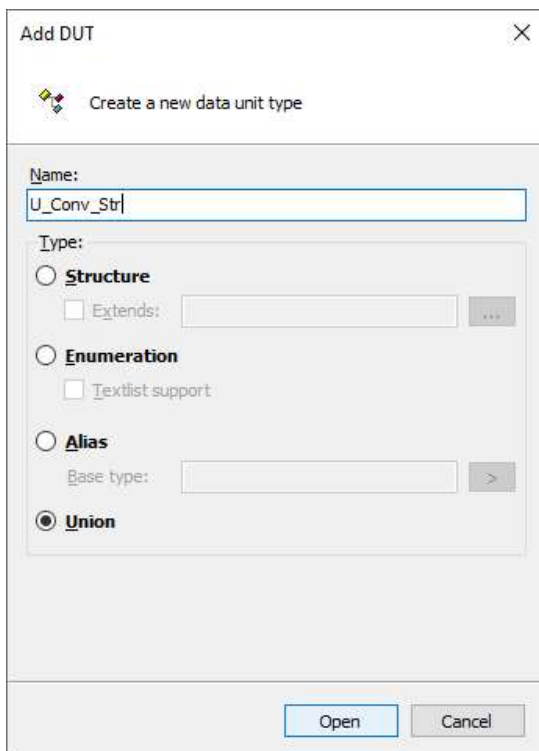 Add DUT
Create a new data unit type
Name:
U_Conv_Str
Type:
Structure
Extends:
...
Enumeration
Textlist support
Alias
Base type:
>
Union
Open
Cancel